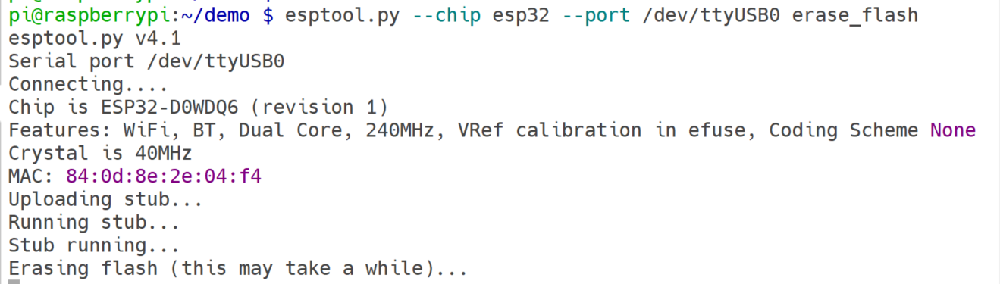 pi@raspberrypi:~/demo $ esptool.py --chip esp32 --port /dev/ttyUSB0 erase_flash
esptool.py v4.1
Serial port /dev/ttyUSB0
Connecting....
Chip is ESP32-D0WDQ6 (revision 1)
Features: WiFi, BT, Dual Core, 240MHz, VRef calibration in efuse, Coding Scheme None
Crystal is 40MHz
MAC: 84:0d:8e:2e:04:f4
Uploading stub...
Running stub...
Stub running...
Erasing flash (this may take a while)...